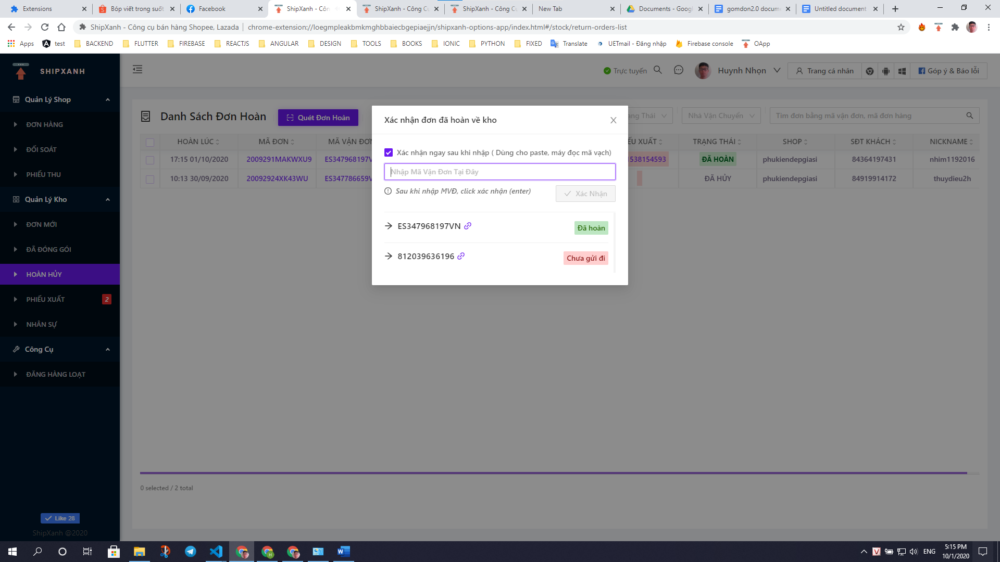 Extensions
Bóp viết trong suốt
Facebook
ShipXanh - Côn
ShipXanh - Công Cụ
ShipXanh - Công Cụ
New Tab
Documents - Googl
gomdon2.0 docum
Untitled document
ShipXanh - Công cụ bán hàng Shopee, Lazada
chrome-extension://loegmpleakbmkmghbbaiecbgepiaejjn/shipxanh-options-app/index.html#/stock/return-orders-list
Apps
test
BACKEND
FLUTTER
FIREBASE
REACTJS
ANGULAR
DESIGN
TOOLS
BOOKS
IONIC
PYTHON
FIXED
Translate
UETmail - Đăng nhập
Firebase console
OApp
SHIPXANH
Trực tuyến
Huynh Nhọn
Trang cá nhân
Góp ý & Báo lỗi
Quản Lý Shop
ĐƠN HÀNG
ĐỐI SOÁT
PHIẾU THU
Quản Lý Kho
ĐƠN MỚI
ĐÃ ĐÓNG GÓI
HOÀN HỦY
PHIẾU XUẤT
2
NHÂN SỰ
Công Cụ
ĐĂNG HÀNG LOẠT
Like 28
ShipXanh @2020
Danh Sách Đơn Hoàn
Quét Đơn Hoàn
ạng Thái
Nhà Vận Chuyển
Tìm đơn bằng mã vận đơn, mã đơn hàng
HOÀN LÚC
MÃ ĐƠN
MÃ VẬN ĐƠN
ẾU XUẤT
TRẠNG THÁI
SHOP
SĐT KHÁCH
NICKNAME
17:15 01/10/2020
2009291MAKWXU9
ES347968197V
1538154593
ĐÃ HOÀN
phukiendepgiasi
84364197431
nhim1192016
10:13 30/09/2020
20092924XK43WU
ES347786659V
ĐÃ HỦY
phukiendepgiasi
84919914172
thuydieu2h
Xác nhận đơn đã hoàn về kho
Xác nhận ngay sau khi nhập ( Dùng cho paste, máy đọc mã vạch)
Nhập Mã Vận Đơn Tại Đây
Sau khi nhập MVĐ, click xác nhận (enter)
Xác Nhận
ES347968197VN
Đã hoàn
812039636196
Chưa gửi đi
0 selected / 2 total
ENG
5:15 PM
10/1/2020